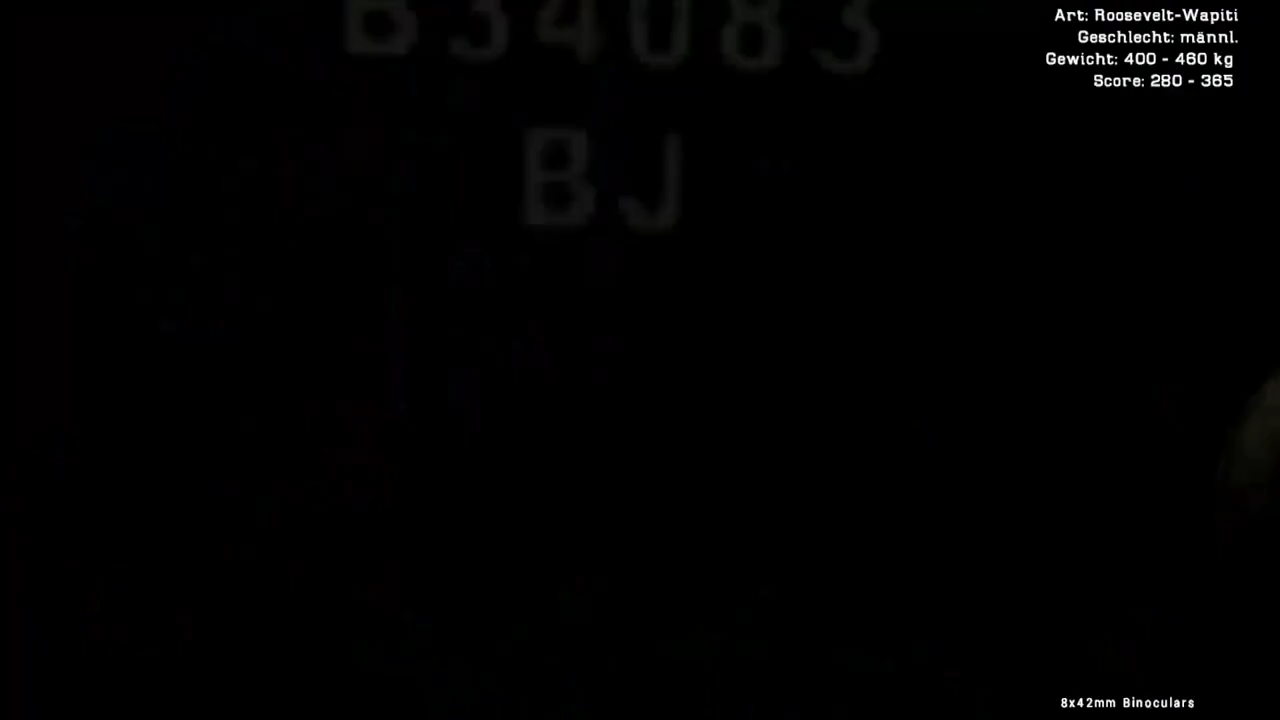 B34083
BJ
Art: Roosevelt-Wapiti
Geschlecht: männl.
Gewicht: 400 - 460 kg
Score: 280 - 365
8x42mm Binoculars